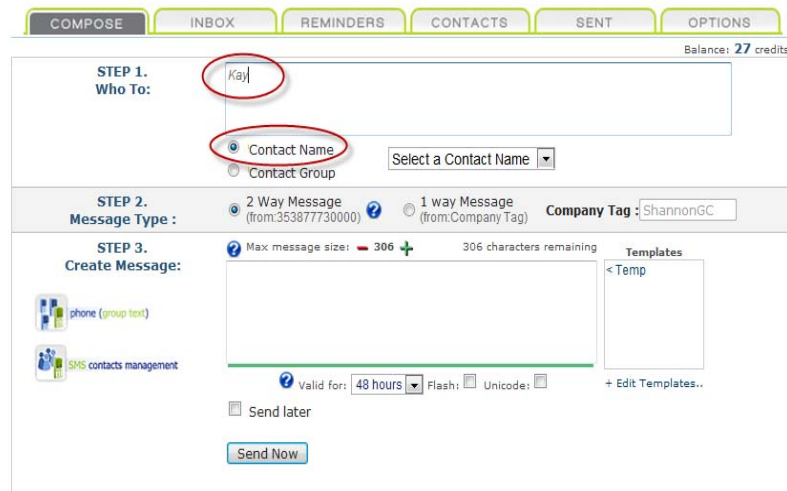 COMPOSE INBOX REMINDERS CONTACTS SENT OPTIONS
Balance: 27 credits
STEP 1.
Who To:
Kay
Contact Name
Contact Group
Select a Contact Name
STEP 2.
Message Type :
2 Way Message
(from:353877730000)
1 way Message
(from:Company Tag)
Company Tag : ShannonGC
STEP 3.
Create Message:
Max message size: 306
306 characters remaining
Templates
< Temp
phone (group text)
SMS contacts management
Valid for: 48 hours Flash: Unicode:
+ Edit Templates..
Send later
Send Now